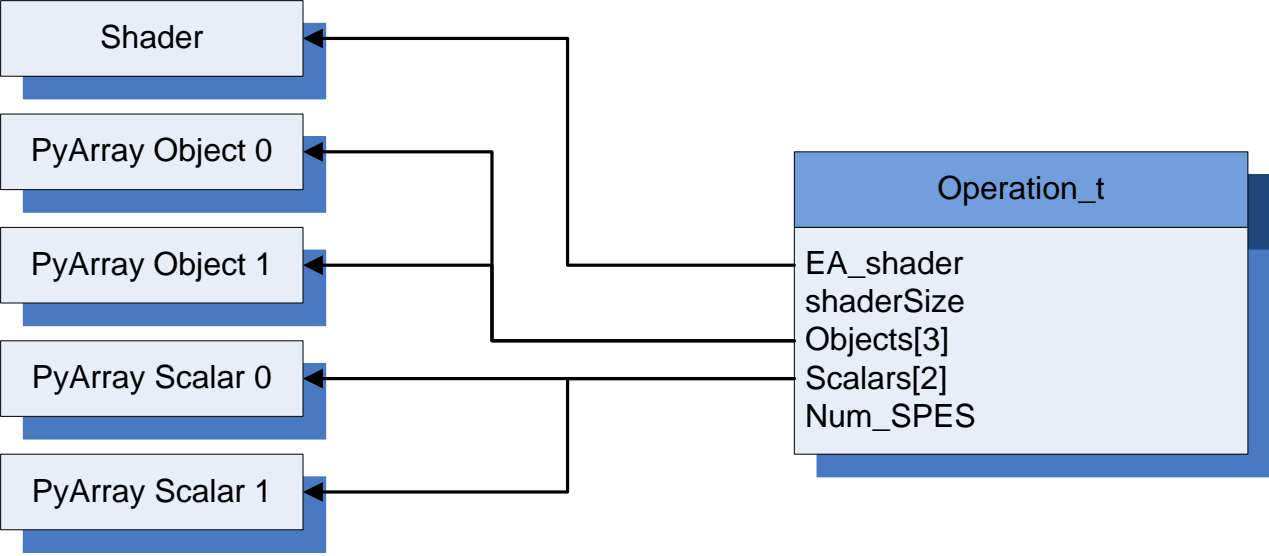 Shader
PyArray Object 0
PyArray Object 1
PyArray Scalar 0
PyArray Scalar 1
Operation_t
EA_shader
shaderSize
Objects[3]
Scalars[2]
Num_SPES